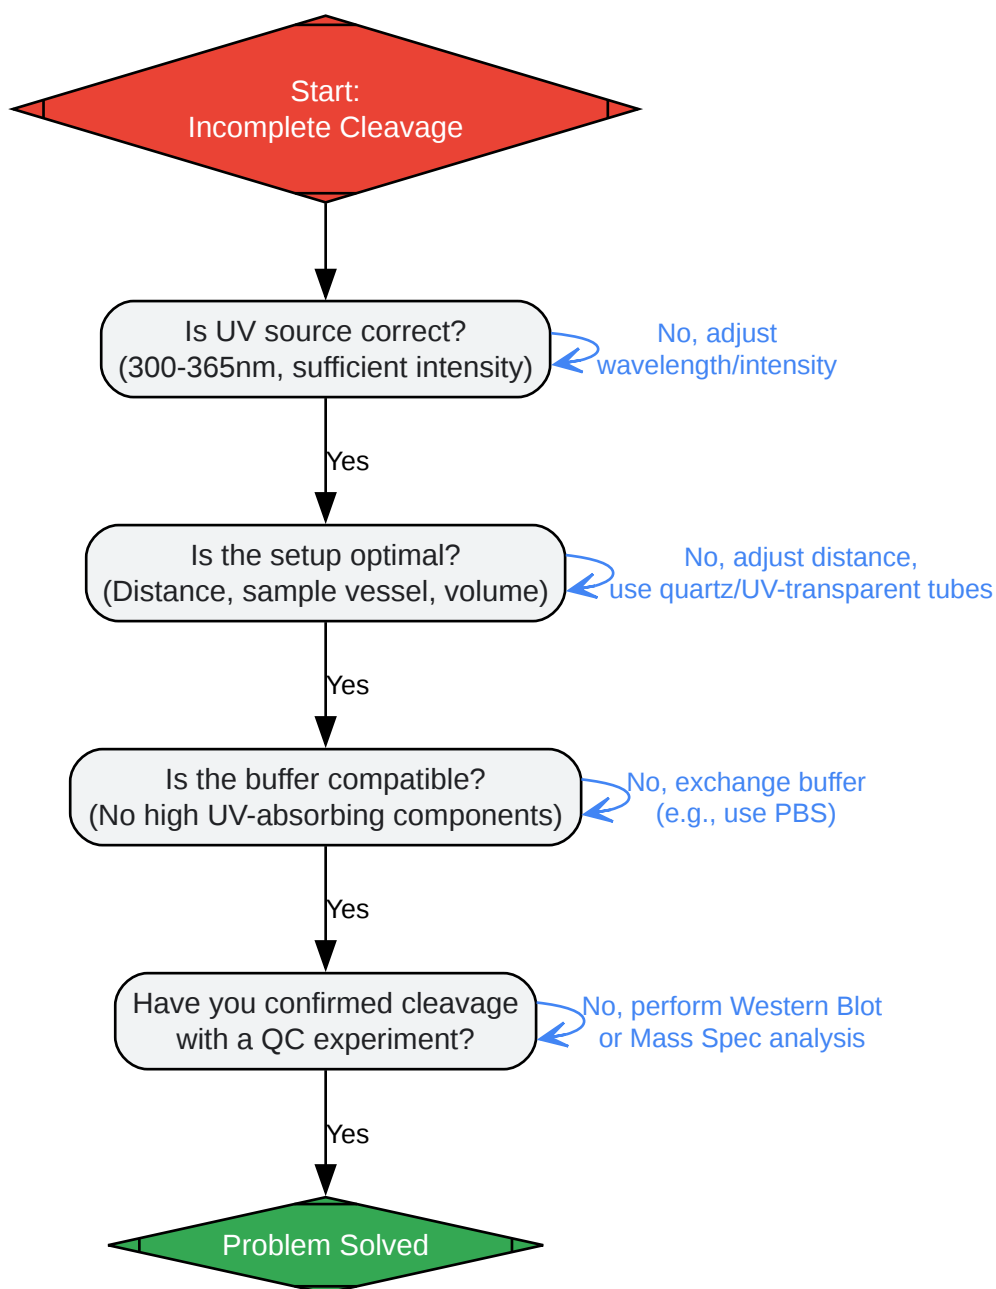 Start:
Incomplete Cleavage
Is UV source correct?
(300-365nm, sufficient intensity)
No, adjust
wavelength/intensity
Yes
Is the setup optimal?
(Distance, sample vessel, volume)
No, adjust distance,
use quartz/UV-transparent tubes
Yes
Is the buffer compatible?
(No high UV-absorbing components)
No, exchange buffer
(e.g., use PBS)
Yes
Have you confirmed cleavage
with a QC experiment?
No, perform Western Blot
or Mass Spec analysis
Yes
Problem Solved